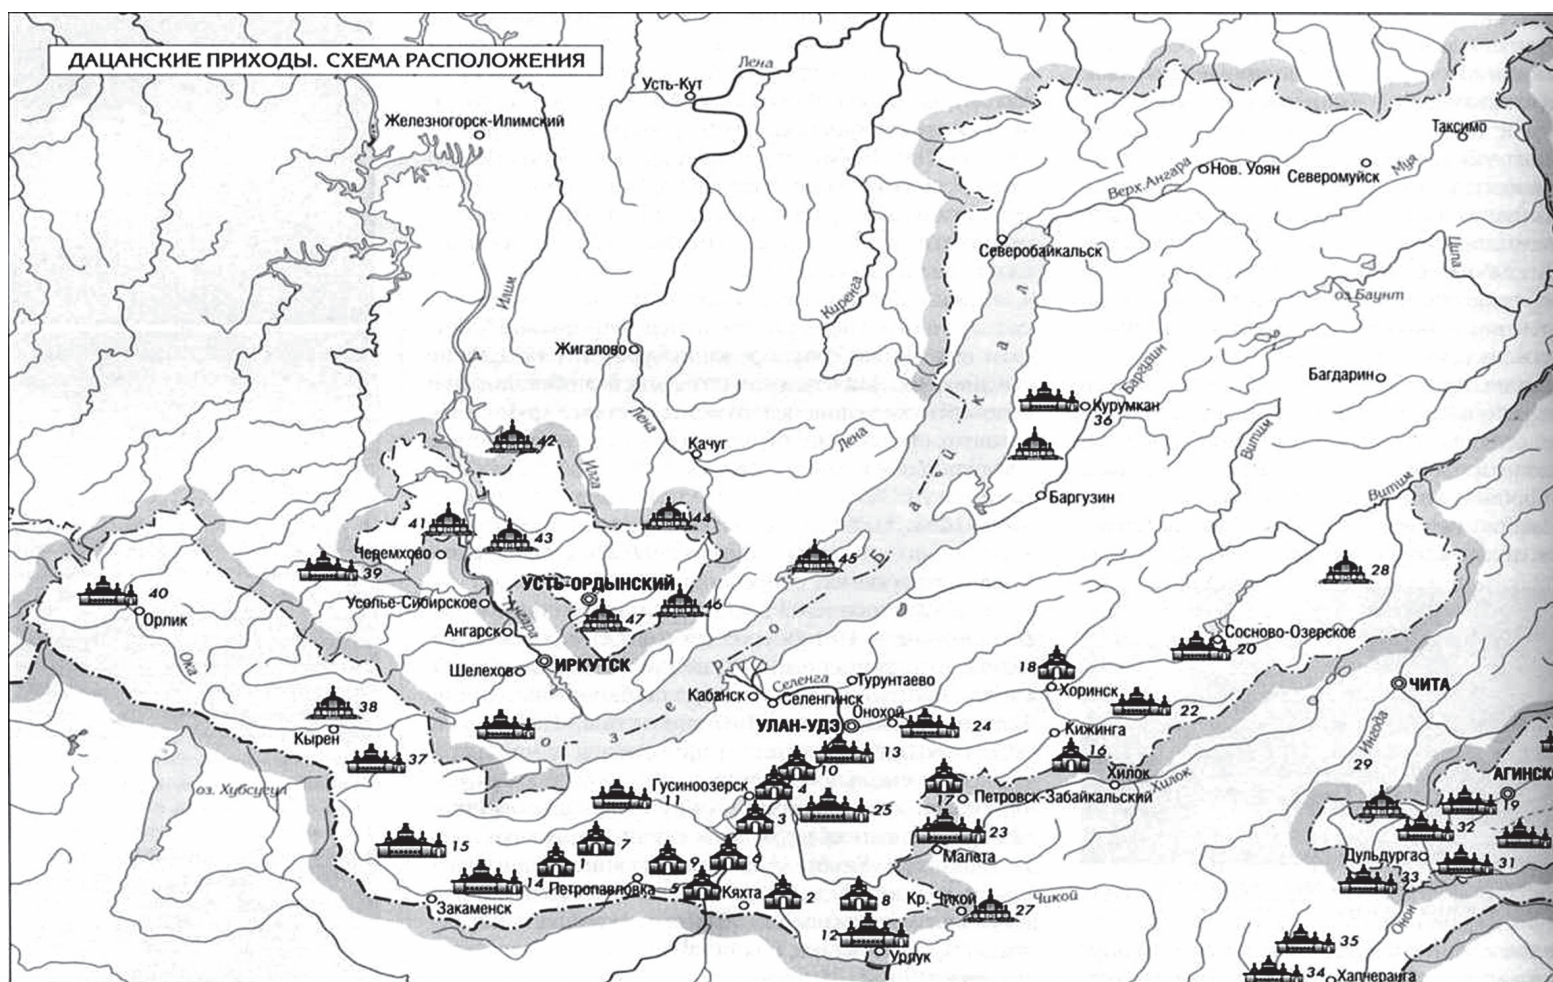 ДАЦАНСКИЕ ПРИХОДЫ. СХЕМА РАСПОЛОЖЕНИЯ
Лена
Усть-Кут
Железногорск-Илимский
Таксимо
Нов. Уоян
Североμуйск
Муя
Верх.Ангара
Северобайкальск
Ципа
оз.Баунт
Илим
Киренга
Жигалово
Багдарин
Баргузин
Курумкан
36
Лена
Качуг
Лена
Витим
42
Илга
Баргузин
Витим
41
43
44
45
Черемхово
39
28
40
Орлик
УСТЬ-ОРДЫНСКИЙ
46
47
Усолье-Сибирское
Ангара
Ангарск
Сосново-Озерское
20
Ока
ИРКУТСК
Шелехов
18
Хоринск
Турунтаево
Селенга
Кабанск
Селенгинск
ЧИТА
38
22
Кырен
УЛАН-УДЭ
Онохой
24
Кижинга
16
Ингода
29
37
13
10
Хилок
Хилок
оз. Хубсугул
Гусиноозерск
11
4
17
Петровск-Забайкальский
АГИНСК
19
25
3
23
32
15
7
Малета
1
9
6
Дульдурга
31
14
Петропавловка
5
Кяхта
2
8
33
Закаменск
Кр. Чикой
27
Чикой
Онон
12
Урлук
35
34
Хапчеранга